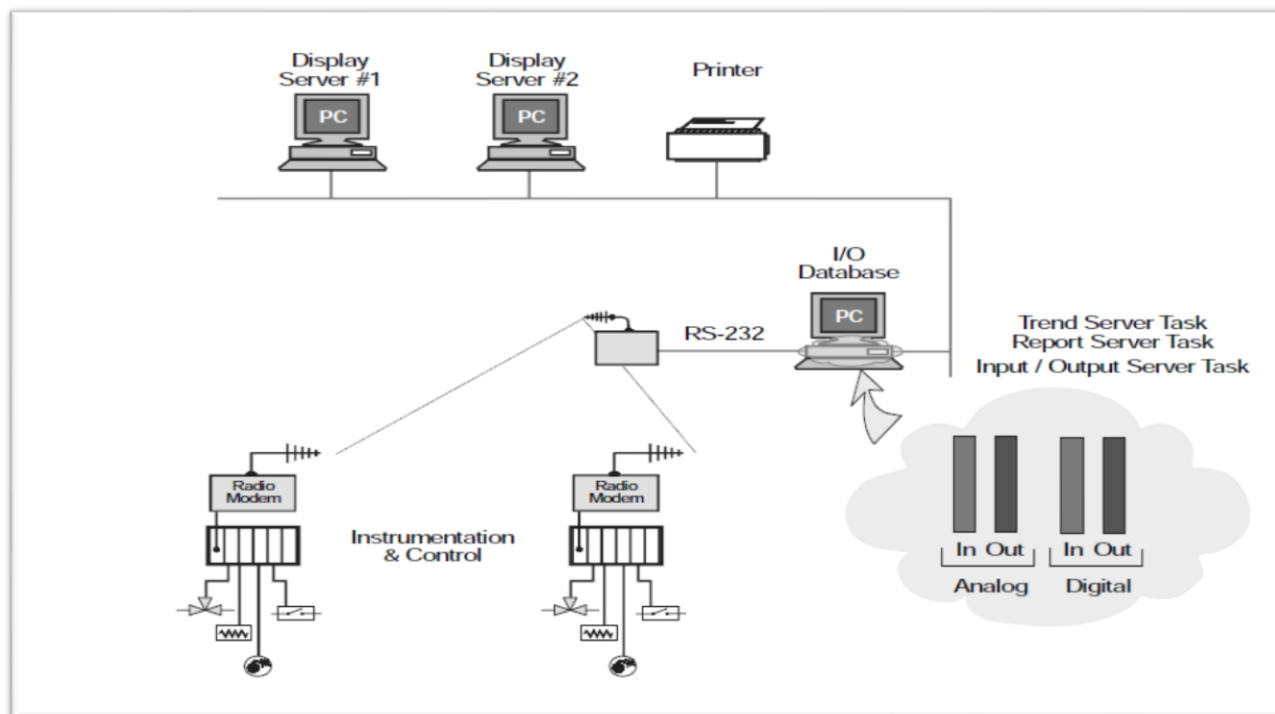 Display
Server #1
Display
Server #2
Printer
PC
PC
I/O
Database
PC
RS-232
Trend Server Task
Report Server Task
Input / Output Server Task
Radio
Modem
Radio
Modem
Instrumentation
& Control
In Out
In Out
Analog
Digital